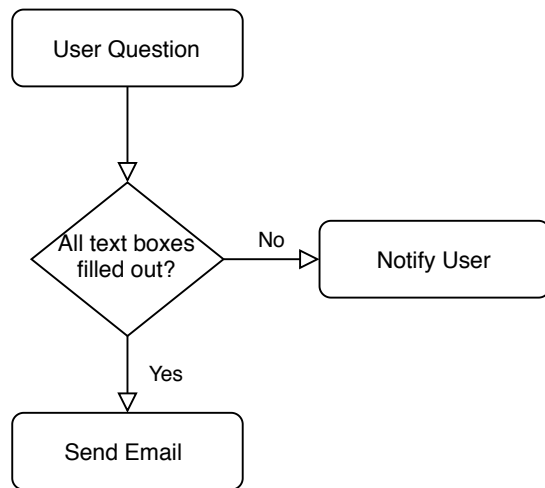 User Question
All text boxes
filled out?
No
Notify User
Yes
Send Email